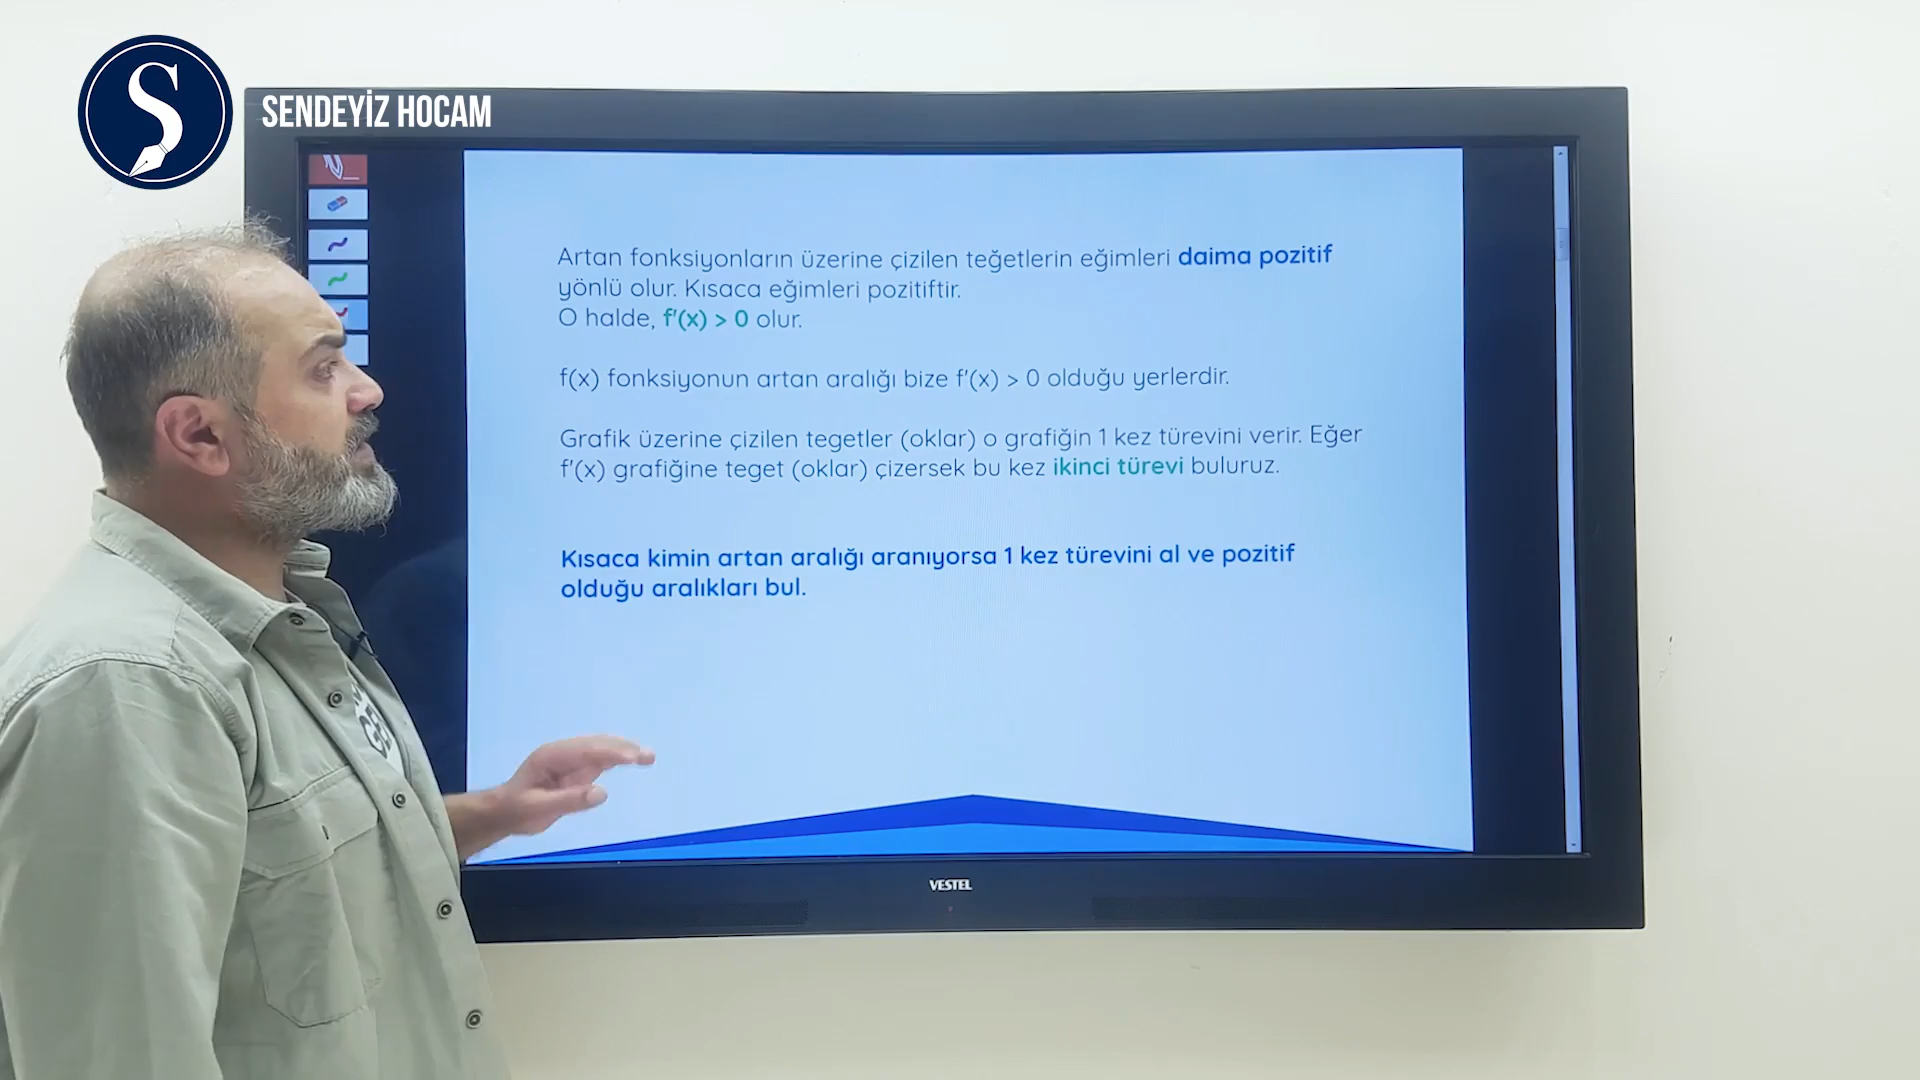 SENDEYİZ HOCAM
Artan fonksiyonların üzerine çizilen teğetlerin eğimleri daima pozitif
yönlü olur. Kısaca eğimleri pozitiftir.
O halde, f'(x) > 0 olur.
f(x) fonksiyonun artan aralığı bize f'(x) > 0 olduğu yerlerdir.
Grafik üzerine çizilen tegetler (oklar) o grafiğin 1 kez türevini verir. Eğer
f'(x) grafiğine teget (oklar) çizersek bu kez ikinci türevi buluruz.
Kısaca kimin artan aralığı aranıyorsa 1 kez türevini al ve pozitif
olduğu aralıkları bul.
VESTEL